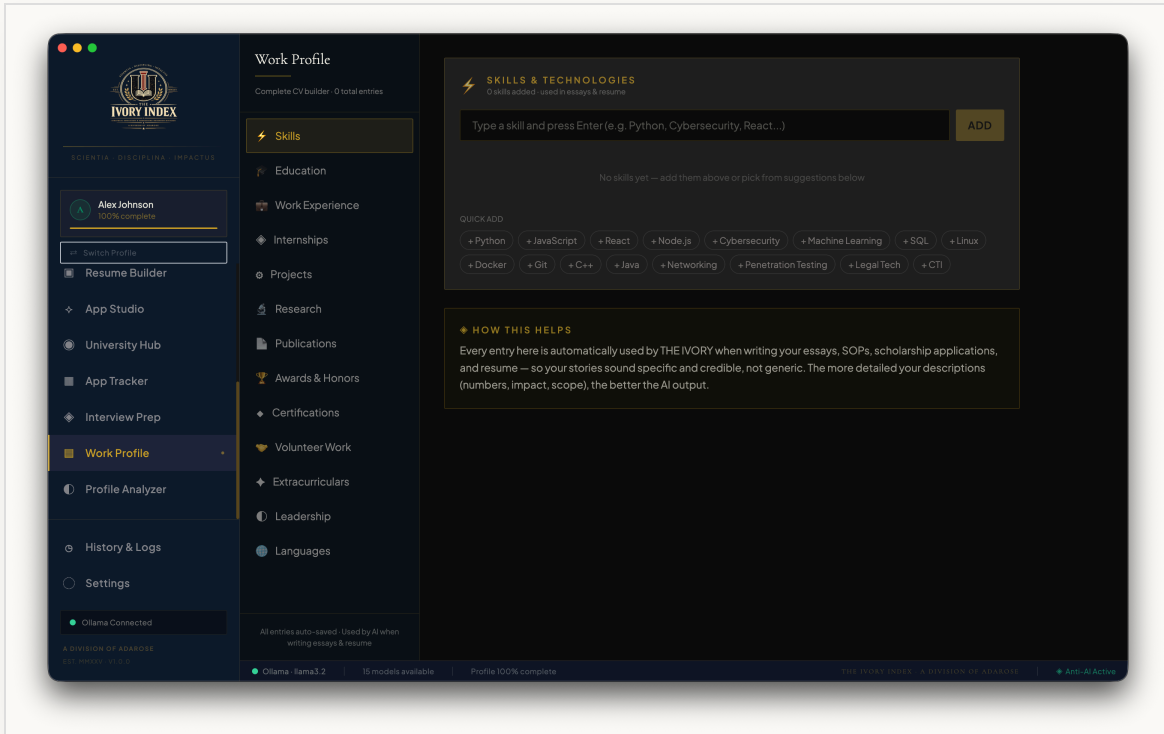 THE
IVORY INDEX
SCIENTIA · DISCIPLINA · IMPACTUS
A
Alex Johnson
100% complete
⇄ Switch Profile
Resume Builder
App Studio
University Hub
App Tracker
Interview Prep
Work Profile
Profile Analyzer
History & Logs
Settings
Ollama Connected
A DIVISION OF ADAROSE
EST. MMXXV · V1.0.0
Work Profile
Complete CV builder · 0 total entries
Skills
Education
Work Experience
Internships
Projects
Research
Publications
Awards & Honors
Certifications
Volunteer Work
Extracurriculars
Leadership
Languages
All entries auto-saved · Used by AI when
writing essays & resume
SKILLS & TECHNOLOGIES
0 skills added · used in essays & resume
Type a skill and press Enter (e.g. Python, Cybersecurity, React...)
ADD
No skills yet — add them above or pick from suggestions below
QUICK ADD
+ Python + JavaScript + React + Node.js + Cybersecurity + Machine Learning + SQL + Linux
+ Docker + Git + C++ + Java + Networking + Penetration Testing + Legal Tech + CTI
◈ HOW THIS HELPS
Every entry here is automatically used by THE IVORY when writing your essays, SOPs, scholarship applications,
and resume — so your stories sound specific and credible, not generic. The more detailed your descriptions
(numbers, impact, scope), the better the AI output.
Ollama · llama3.2
15 models available
Profile 100% complete
THE IVORY INDEX · A DIVISION OF ADAROSE
◈ Anti-AI Active